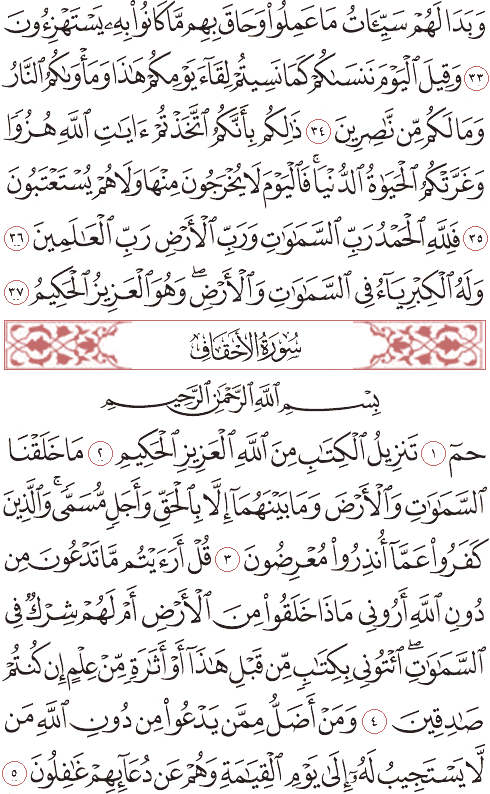 وَبَدَا لَهُمْ سَيِّـَٔاتُ مَا عَمِلُوا۟ وَحَاقَ بِهِم مَّا كَانُوا۟ بِهِۦ يَسْتَهْزِءُونَ
٣٣ وَقِيلَ ٱلْيَوْمَ نَنسَىٰكُمْ كَمَا نَسِيتُمْ لِقَآءَ يَوْمِكُمْ هَٰذَا وَمَأْوَىٰكُمُ ٱلنَّارُ
وَمَا لَكُم مِّن نَّٰصِرِينَ ٣٤ ذَٰلِكُم بِأَنَّكُمُ ٱتَّخَذْتُمْ ءَايَٰتِ ٱللَّهِ هُزُوًا
وَغَرَّتْكُمُ ٱلْحَيَوٰةُ ٱلدُّنْيَا ۚ فَٱلْيَوْمَ لَا يُخْرَجُونَ مِنْهَا وَلَا هُمْ يُسْتَعْتَبُونَ
٣٥ فَلِلَّهِ ٱلْحَمْدُ رَبِّ ٱلسَّمَٰوَٰتِ وَرَبِّ ٱلْأَرْضِ رَبِّ ٱلْعَٰلَمِينَ ٣٦
وَلَهُ ٱلْكِبْرِيَآءُ فِى ٱلسَّمَٰوَٰتِ وَٱلْأَرْضِ ۖ وَهُوَ ٱلْعَزِيزُ ٱلْحَكِيمُ ٣٧
سُورَةُ الأَحْقَافِ
بِسْمِ ٱللَّهِ ٱلرَّحْمَٰنِ ٱلرَّحِيمِ
حمٓ ١ تَنزِيلُ ٱلْكِتَٰبِ مِنَ ٱللَّهِ ٱلْعَزِيزِ ٱلْحَكِيمِ ٢ مَا خَلَقْنَا
ٱلسَّمَٰوَٰتِ وَٱلْأَرْضَ وَمَا بَيْنَهُمَآ إِلَّا بِٱلْحَقِّ وَأَجَلٍ مُّسَمًّى ۚ وَٱلَّذِينَ
كَفَرُوا۟ عَمَّآ أُنذِرُوا۟ مُعْرِضُونَ ٣ قُلْ أَرَءَيْتُم مَّا تَدْعُونَ مِن
دُونِ ٱللَّهِ أَرُونِى مَاذَا خَلَقُوا۟ مِنَ ٱلْأَرْضِ أَمْ لَهُمْ شِرْكٌ فِى
ٱلسَّمَٰوَٰتِ ۖ ٱئْتُونِى بِكِتَٰبٍ مِّن قَبْلِ هَٰذَآ أَوْ أَثَٰرَةٍ مِّنْ عِلْمٍ إِن كُنتُمْ
صَٰدِقِينَ ٤ وَمَنْ أَضَلُّ مِمَّن يَدْعُوا۟ مِن دُونِ ٱللَّهِ مَن
لَّا يَسْتَجِيبُ لَهُۥٓ إِلَىٰ يَوْمِ ٱلْقِيَٰمَةِ وَهُمْ عَن دُعَآئِهِمْ غَٰفِلُونَ ٥